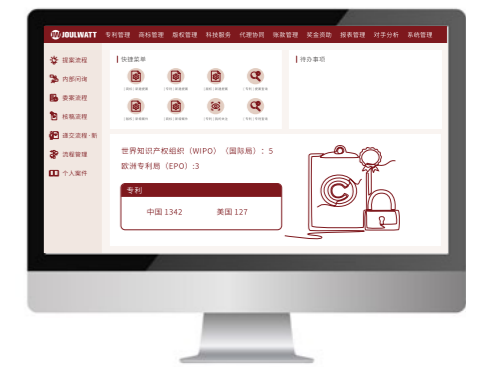 JOULWATT 专利管理 商标管理 版权管理 科技服务 代理协同 账款管理 奖金资助 报表管理 对手分析 系统管理
提案流程
内部问询
委案流程
核稿流程
递交流程-新
流程管理
个人案件
快捷菜单
待办事项
世界知识产权组织（WIPO）（国际局）：5
欧洲专利局（EPO）:3
专利
中国 1342 美国 127